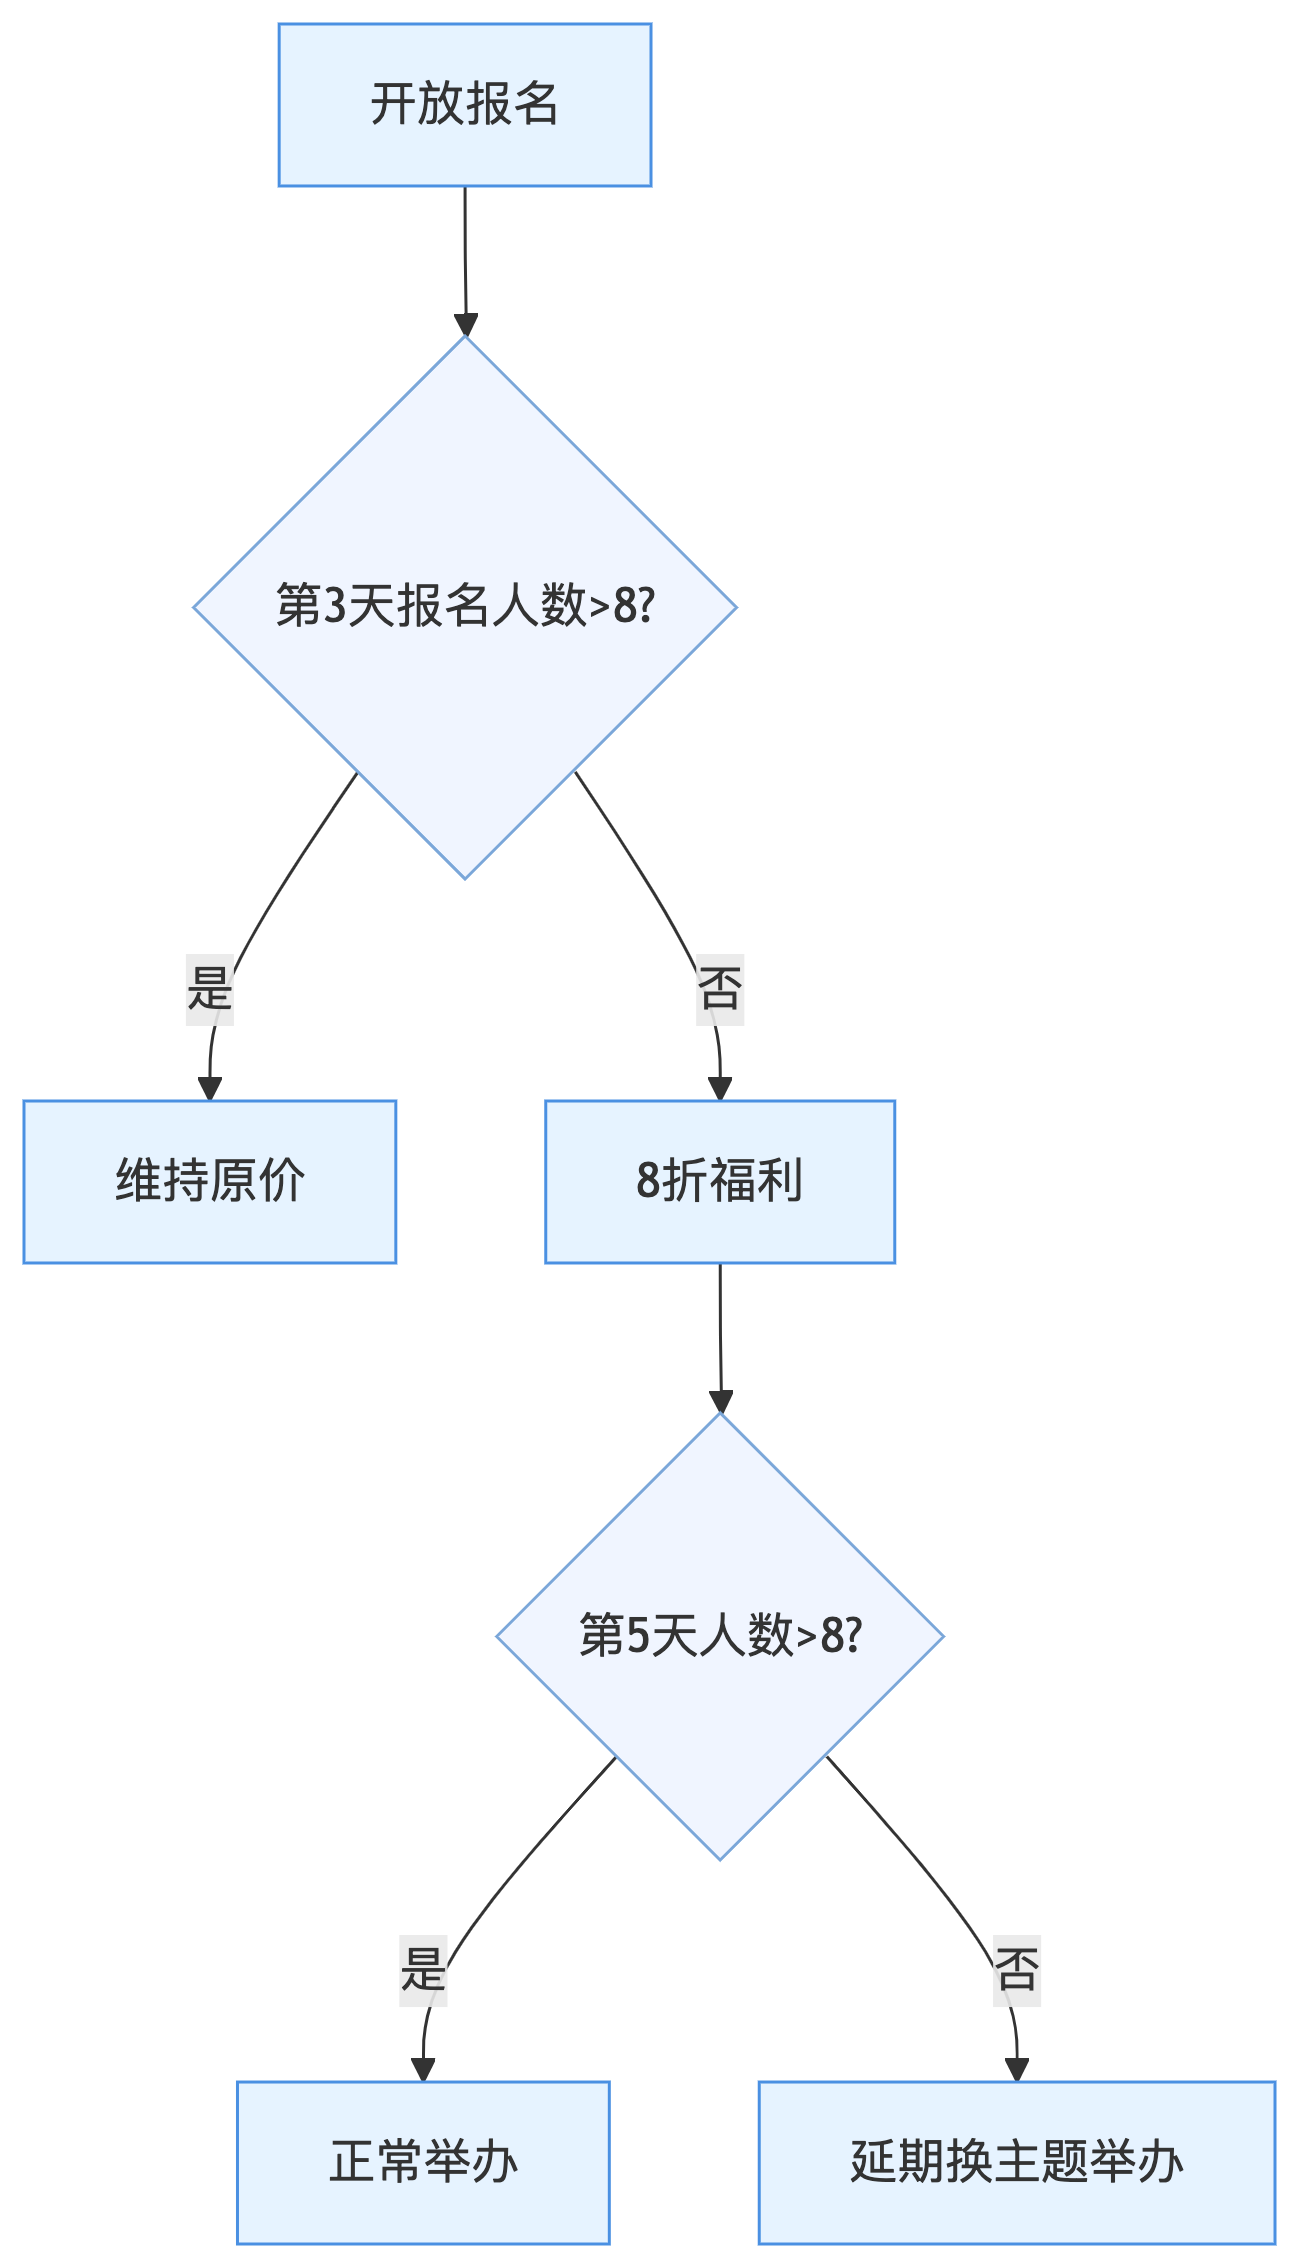 开放报名
第3天报名人数>8?
是
否
维持原价
8折福利
第5天人数>8?
是
否
正常举办
延期换主题举办